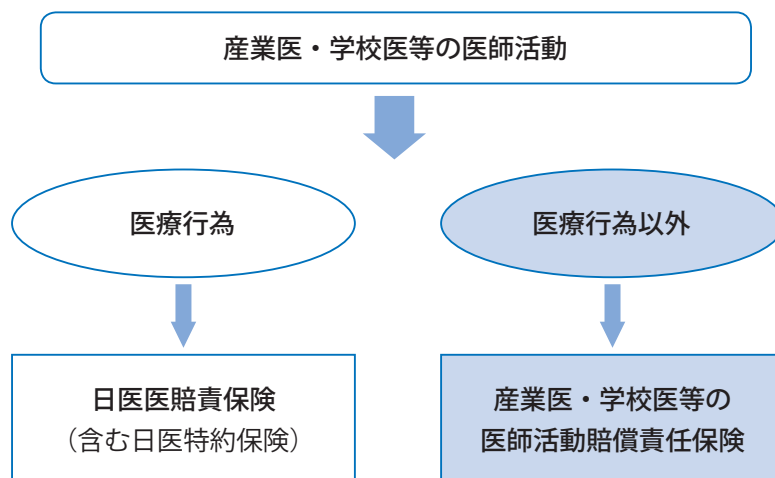 産業医・学校医等の医師活動
医療行為
医療行為以外
日医医賠責保険
（含む日医特約保険）
産業医・学校医等の
医師活動賠償責任保険